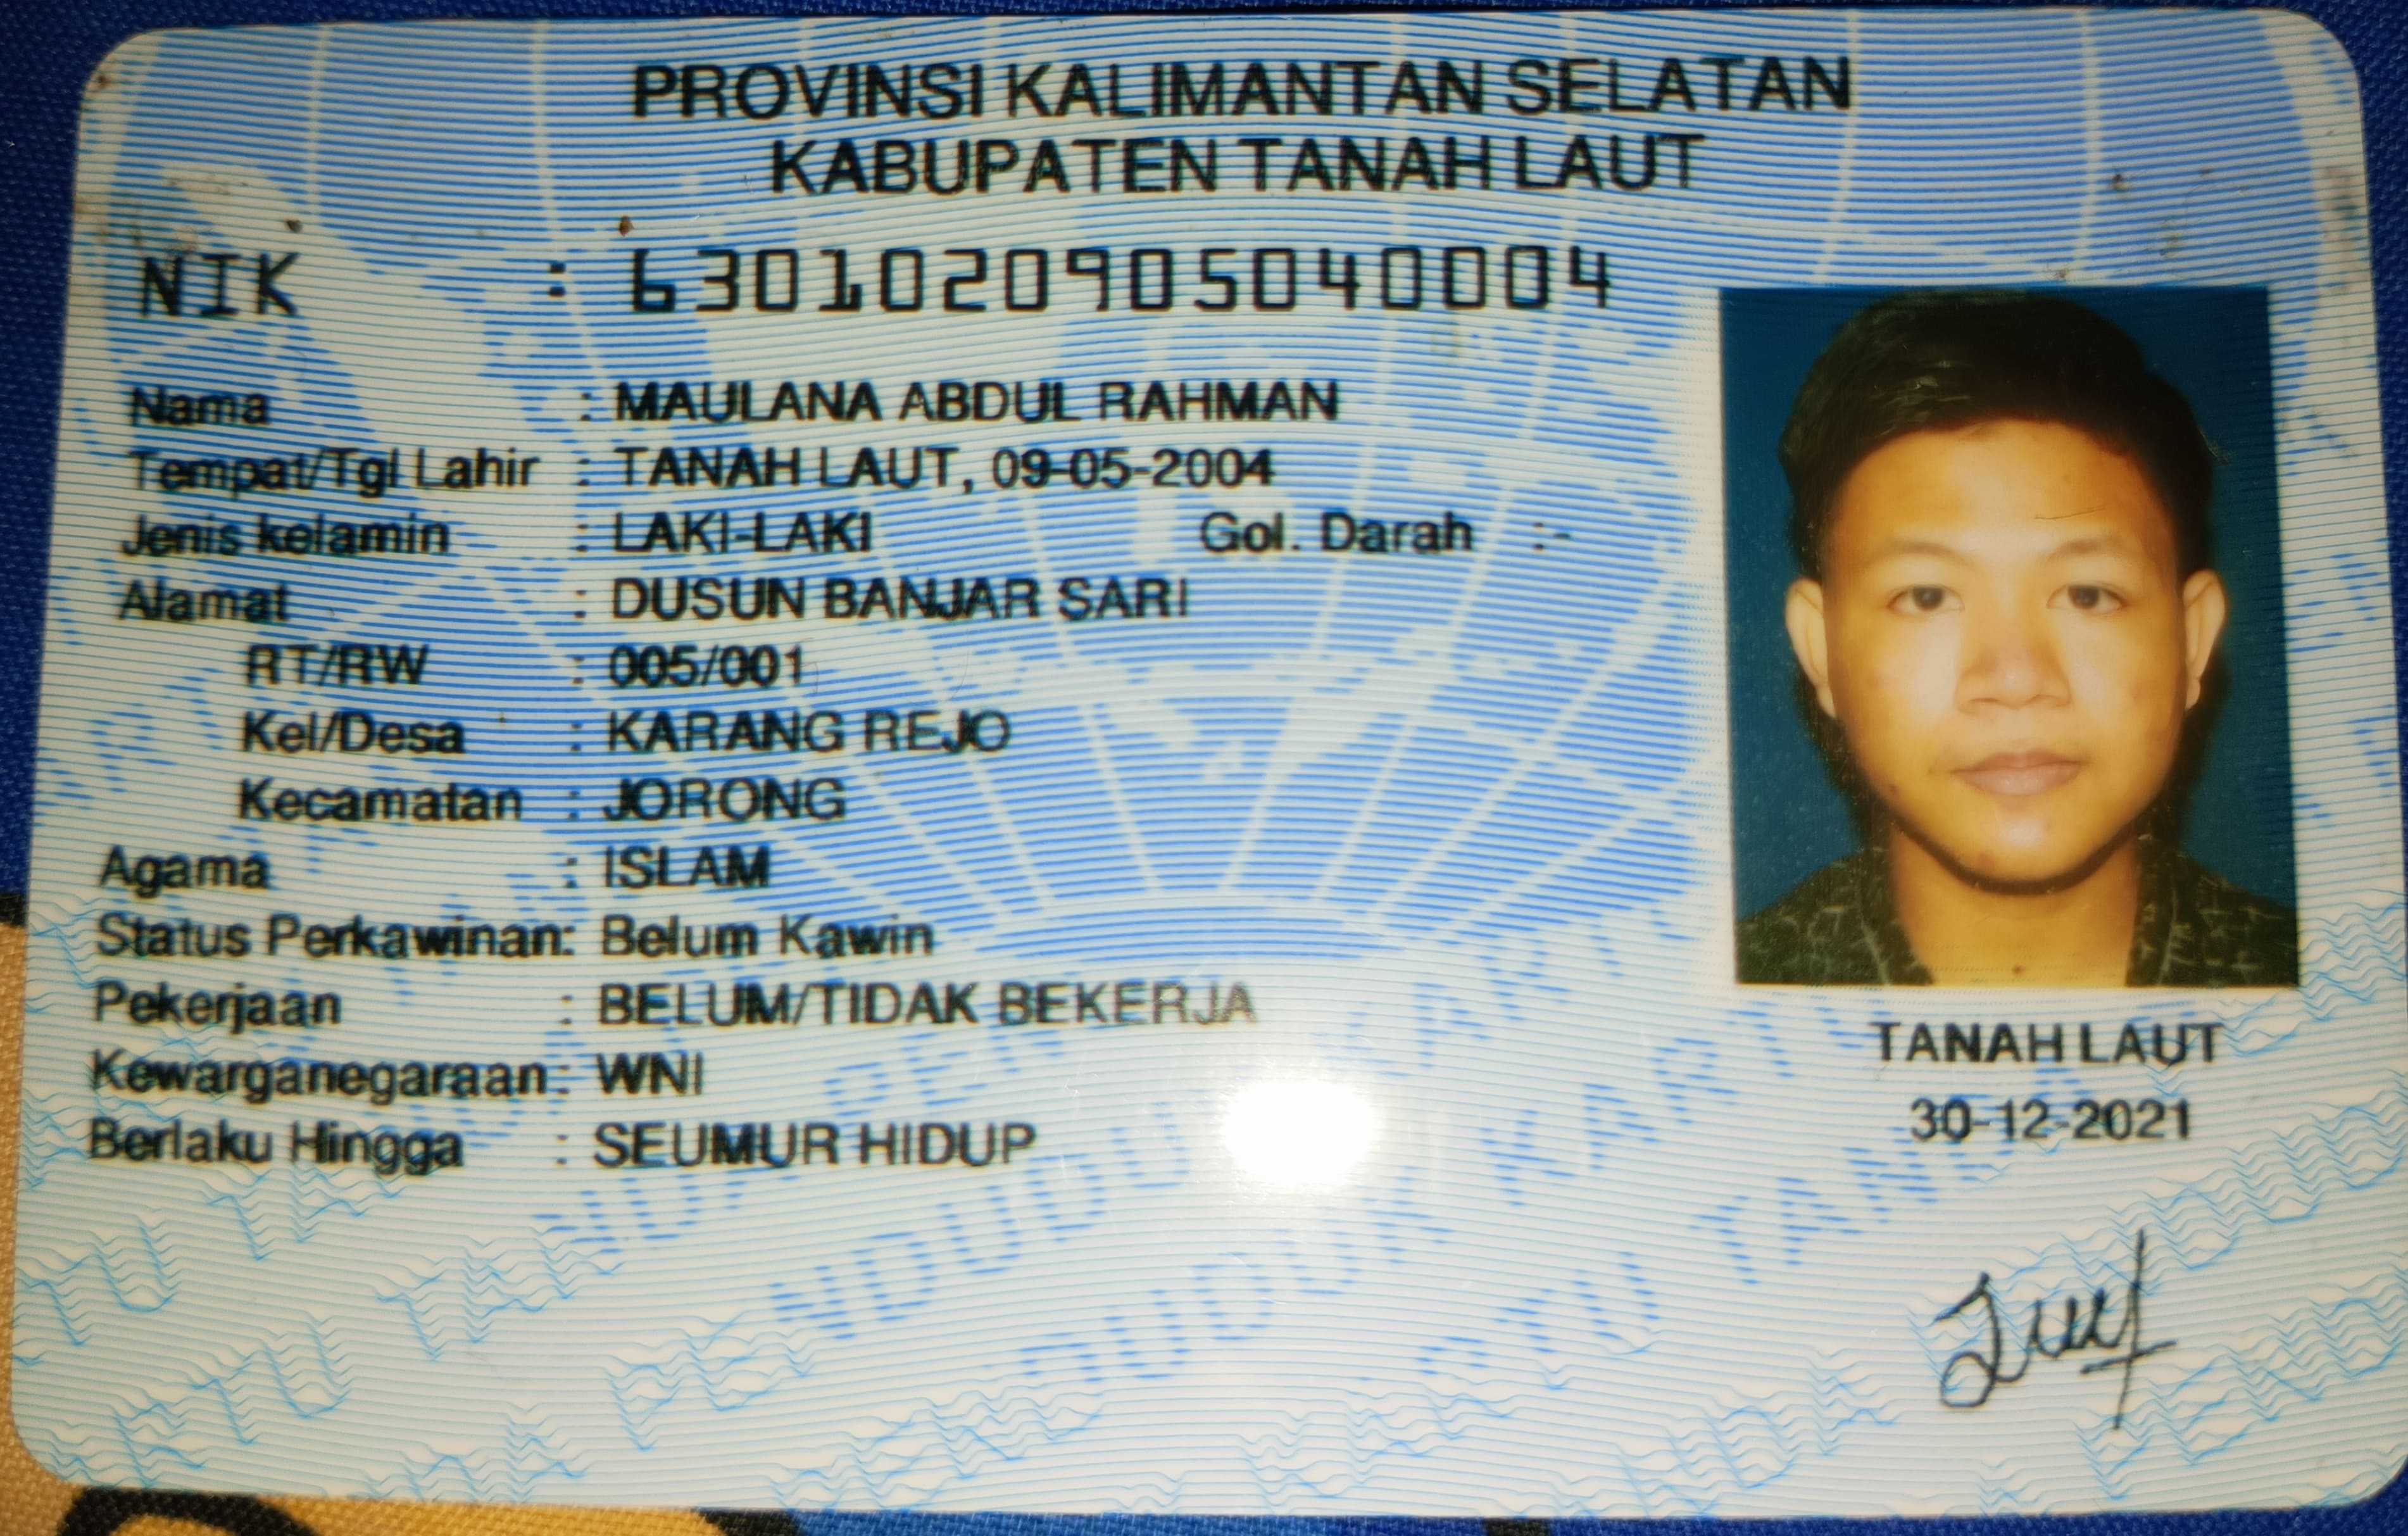 PROVINSI KALIMANTAN SELATAN
KABUPATEN TANAH LAUT
NIK : 6301020905040004
Nama : MAULANA ABDUL RAHMAN
Tempat/Tgl Lahir : TANAH LAUT, 09-05-2004
Jenis kelamin : LAKI-LAKI Gol. Darah :-
Alamat : DUSUN BANJAR SARI
RT/RW : 005/001
Kel/Desa : KARANG REJO
Kecamatan : JORONG
Agama : ISLAM
Status Perkawinan: Belum Kawin
Pekerjaan : BELUM/TIDAK BEKERJA
Kewarganegaraan: WNI
Berlaku Hingga : SEUMUR HIDUP
TANAH LAUT
30-12-2021